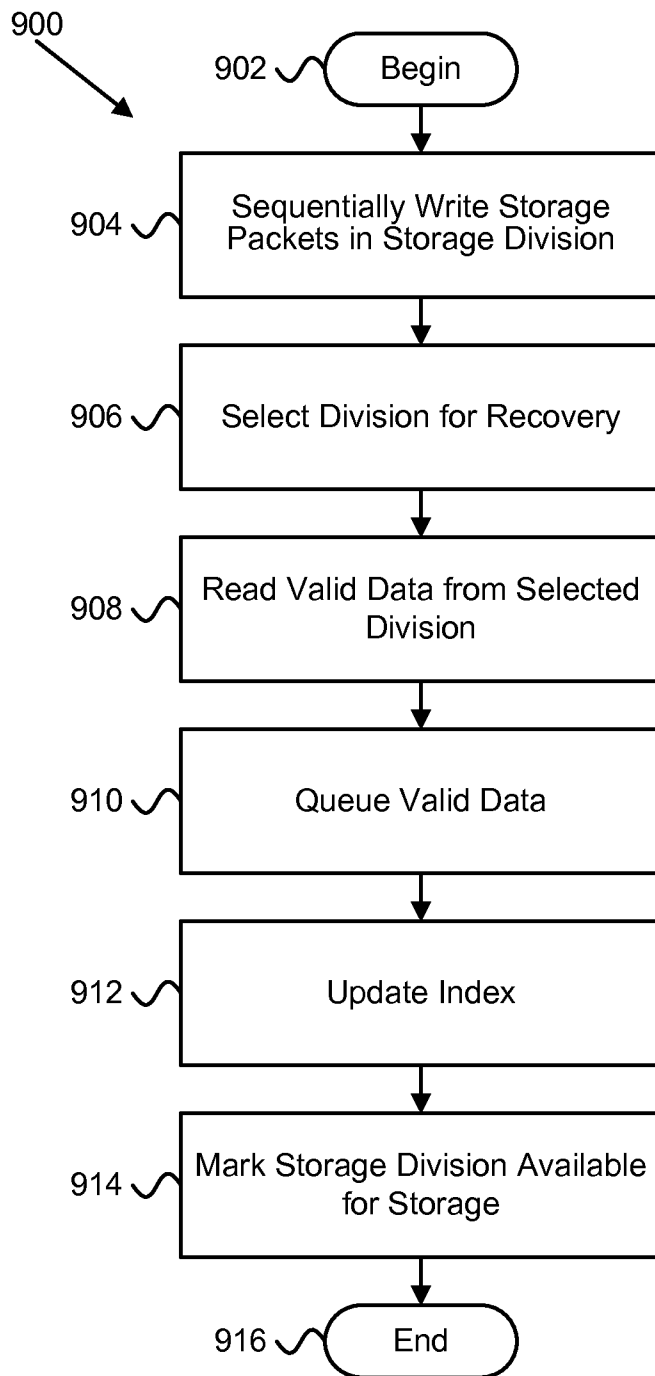 900
902
Begin
904
Sequentially Write Storage
Packets in Storage Division
906
Select Division for Recovery
908
Read Valid Data from Selected
Division
910
Queue Valid Data
912
Update Index
914
Mark Storage Division Available
for Storage
916
End